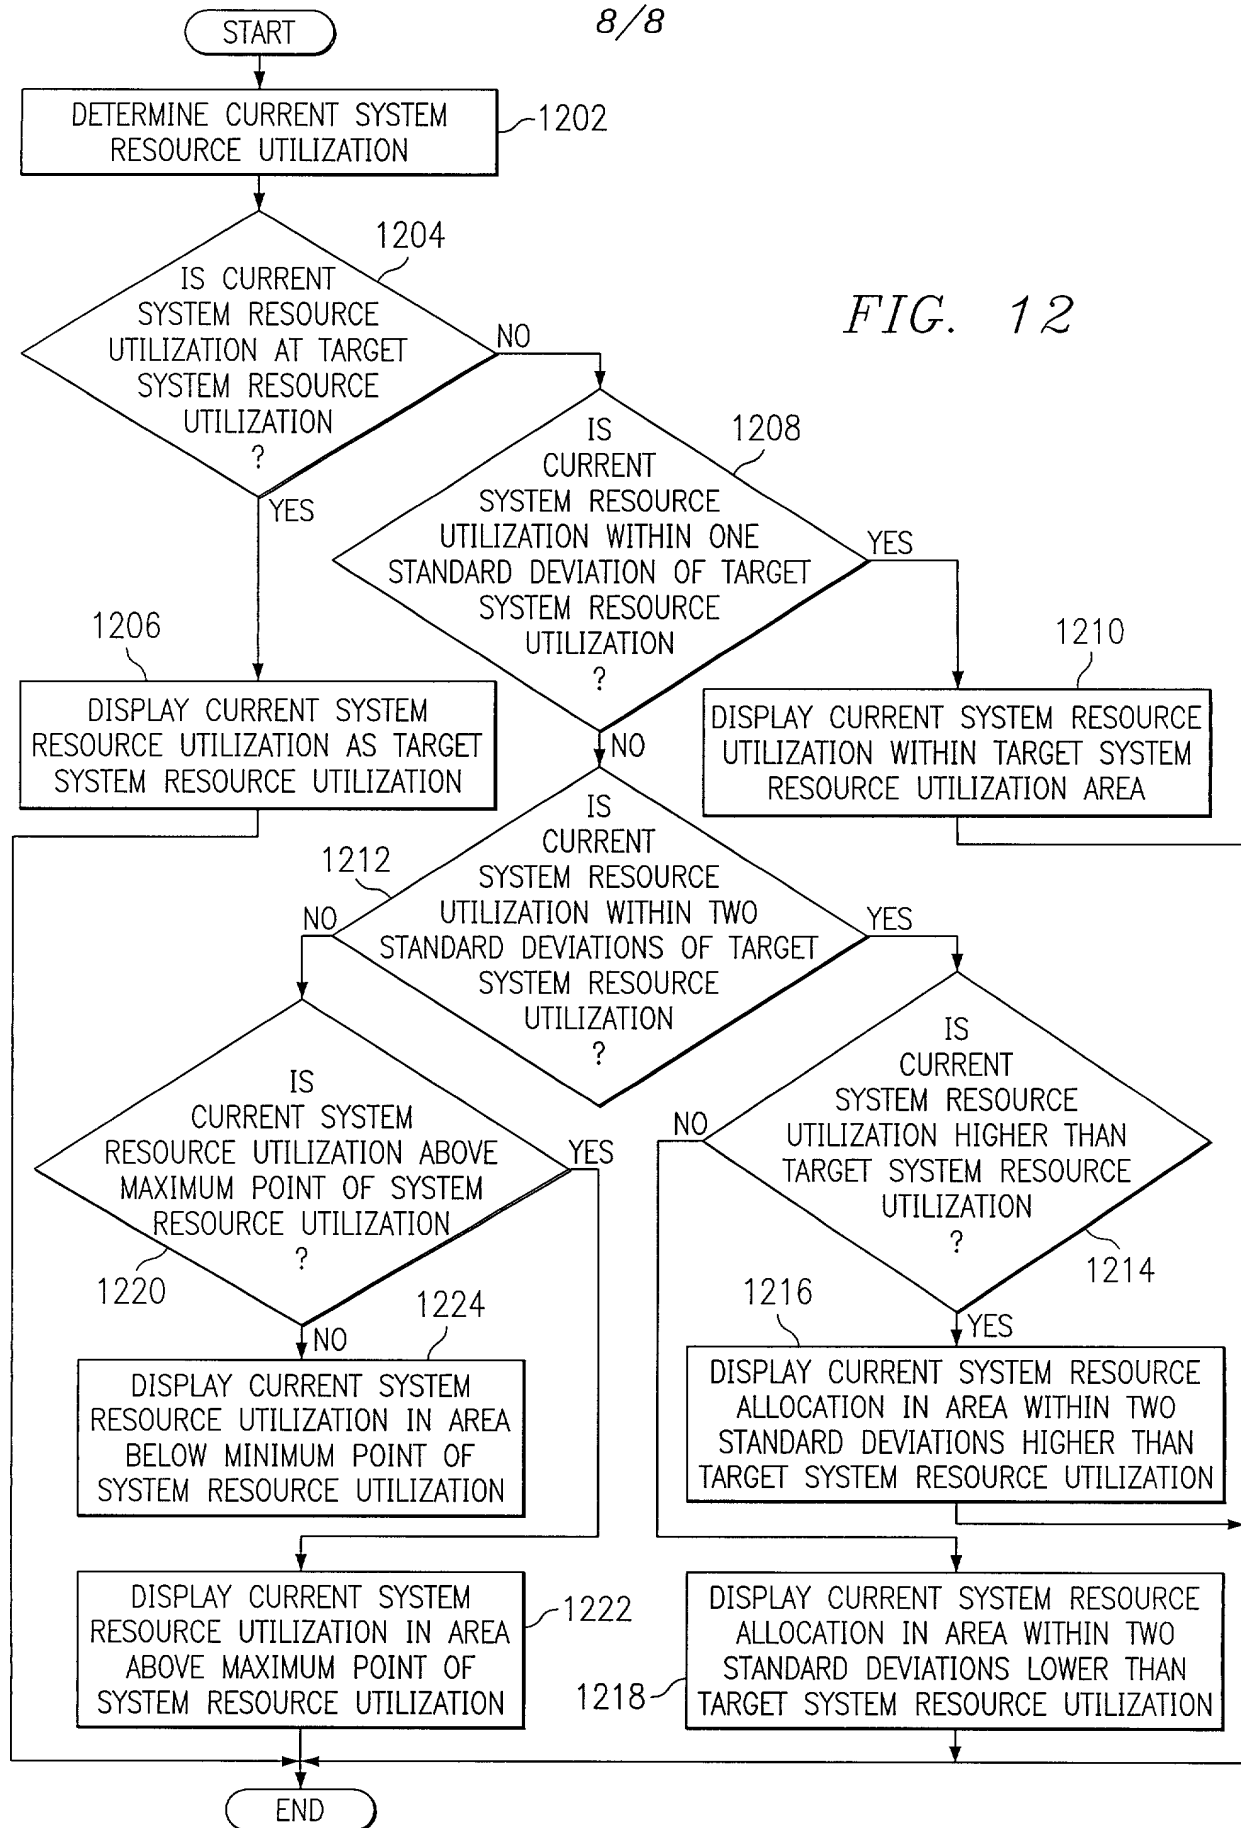 8/8
START
DETERMINE CURRENT SYSTEM
RESOURCE UTILIZATION
1202
1204
IS CURRENT
SYSTEM RESOURCE
UTILIZATION AT TARGET
SYSTEM RESOURCE
UTILIZATION
?
NO
YES
FIG. 12
1208
IS
CURRENT
SYSTEM RESOURCE
UTILIZATION WITHIN ONE
STANDARD DEVIATION OF TARGET
SYSTEM RESOURCE
UTILIZATION
?
YES
NO
1206
DISPLAY CURRENT SYSTEM
RESOURCE UTILIZATION AS TARGET
SYSTEM RESOURCE UTILIZATION
1210
DISPLAY CURRENT SYSTEM RESOURCE
UTILIZATION WITHIN TARGET SYSTEM
RESOURCE UTILIZATION AREA
1212
IS
CURRENT
SYSTEM RESOURCE
UTILIZATION WITHIN TWO
STANDARD DEVIATIONS OF TARGET
SYSTEM RESOURCE
UTILIZATION
?
NO
YES
IS
CURRENT SYSTEM
RESOURCE UTILIZATION ABOVE
MAXIMUM POINT OF SYSTEM
RESOURCE UTILIZATION
?
YES
1220
NO
IS
CURRENT
SYSTEM RESOURCE
UTILIZATION HIGHER THAN
TARGET SYSTEM RESOURCE
UTILIZATION
?
NO
1214
YES
1224
DISPLAY CURRENT SYSTEM
RESOURCE UTILIZATION IN AREA
BELOW MINIMUM POINT OF
SYSTEM RESOURCE UTILIZATION
1216
DISPLAY CURRENT SYSTEM RESOURCE
ALLOCATION IN AREA WITHIN TWO
STANDARD DEVIATIONS HIGHER THAN
TARGET SYSTEM RESOURCE UTILIZATION
DISPLAY CURRENT SYSTEM
RESOURCE UTILIZATION IN AREA
ABOVE MAXIMUM POINT OF
SYSTEM RESOURCE UTILIZATION
1222
DISPLAY CURRENT SYSTEM RESOURCE
ALLOCATION IN AREA WITHIN TWO
STANDARD DEVIATIONS LOWER THAN
TARGET SYSTEM RESOURCE UTILIZATION
1218
END